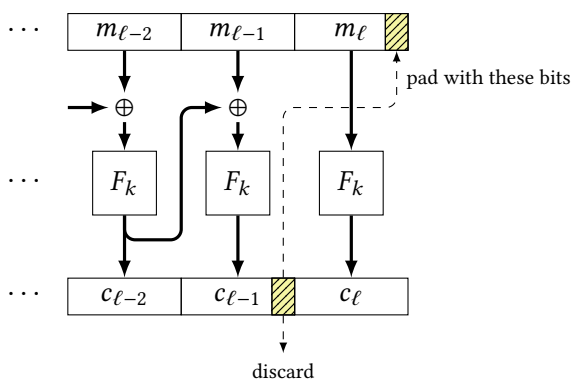 ⋯ m_{ℓ−2} m_{ℓ−1} m_ℓ
pad with these bits
⊕ ⊕
⋯ F_k F_k F_k
⋯ c_{ℓ−2} c_{ℓ−1} c_ℓ
discard